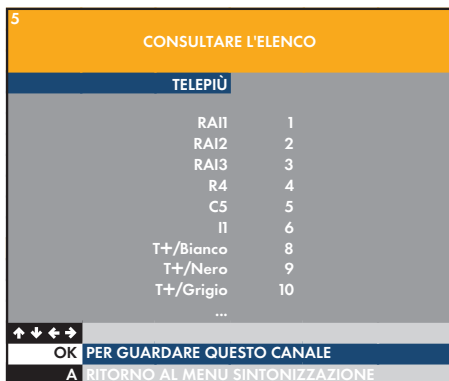 5
CONSULTARE L'ELENCO
TELEPIÙ
RAI1 1
RAI2 2
RAI3 3
R4 4
C5 5
I1 6
T+/Bianco 8
T+/Nero 9
T+/Grigio 10
...
↑ ↓ ← →
OK PER GUARDARE QUESTO CANALE
A RITORNO AL MENU SINTONIZZAZIONE